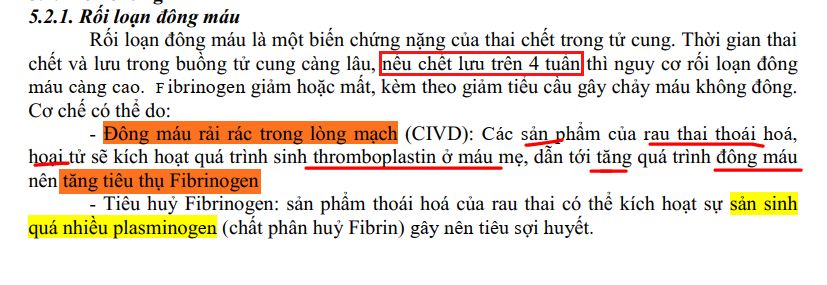 5.2.1. Rối loạn đông máu
Rối loạn đông máu là một biến chứng nặng của thai chết trong tử cung. Thời gian thai
chết và lưu trong buồng tử cung càng lâu, nếu chết lưu trên 4 tuần thì nguy cơ rối loạn đông
máu càng cao. Fibrinogen giảm hoặc mất, kèm theo giảm tiểu cầu gây chảy máu không đông.
Cơ chế có thể do:
- Đông máu rải rác trong lòng mạch (CIVD): Các sản phẩm của rau thai thoái hoá,
hoại tử sẽ kích hoạt quá trình sinh thromboplastin ở máu mẹ, dẫn tới tăng quá trình đông máu
nên tăng tiêu thụ Fibrinogen
- Tiêu huỷ Fibrinogen: sản phẩm thoái hoá của rau thai có thể kích hoạt sự sản sinh
quá nhiều plasminogen (chất phân huỷ Fibrin) gây nên tiêu sợi huyết.